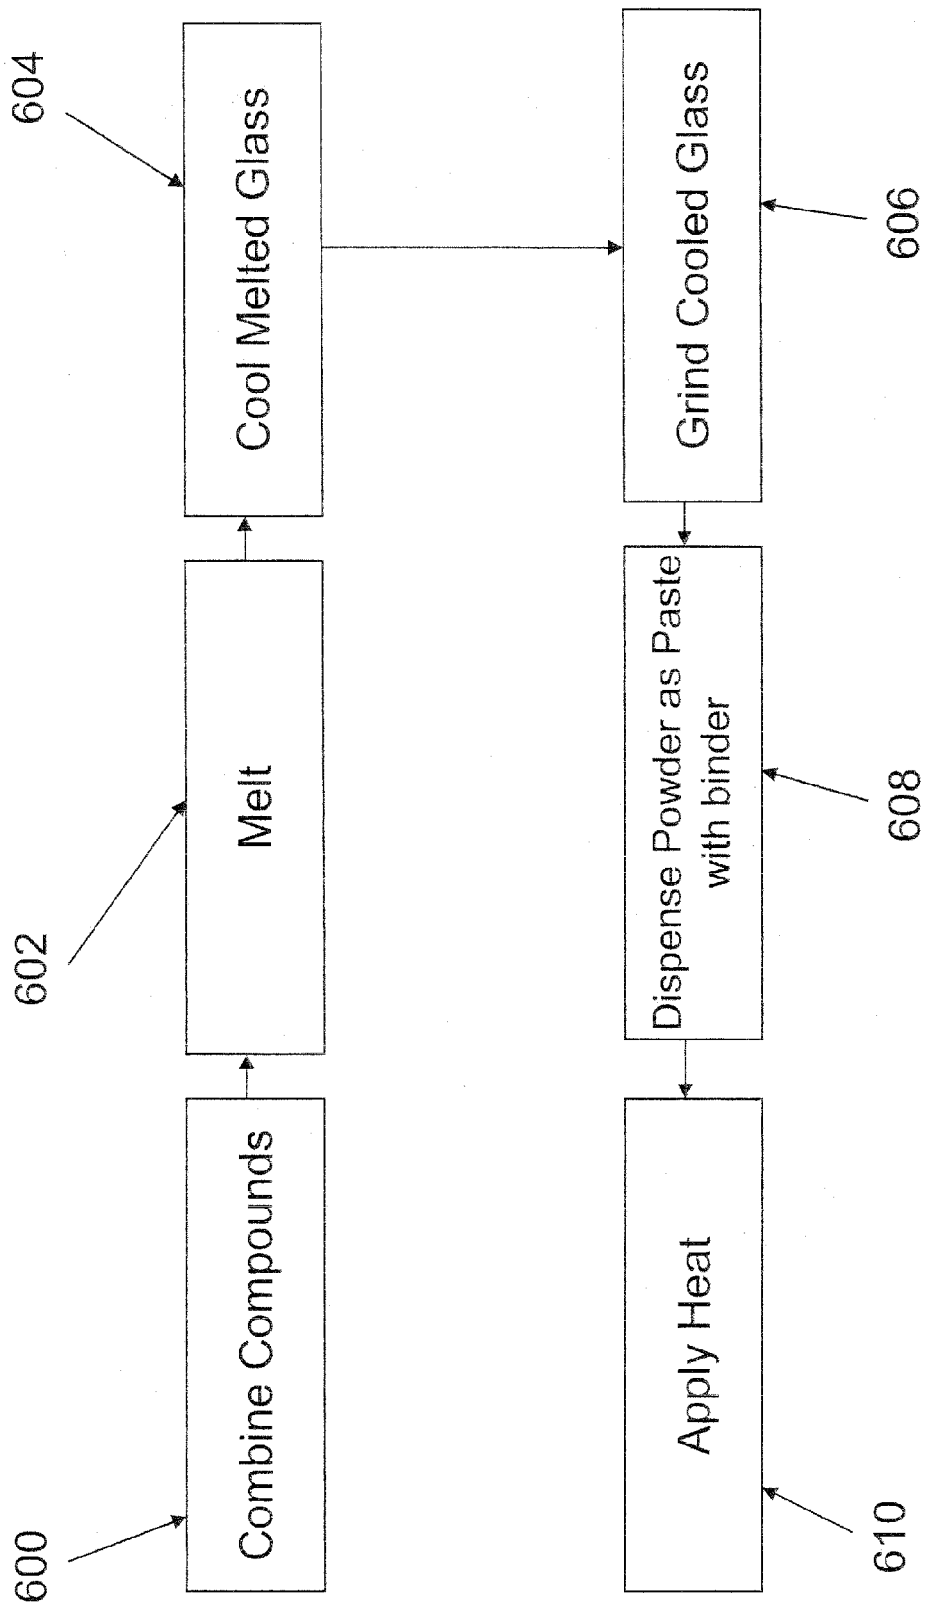 600
602
604
Combine Compounds
Melt
Cool Melted Glass
Apply Heat
Dispense Powder as Paste
with binder
Grind Cooled Glass
610
608
606